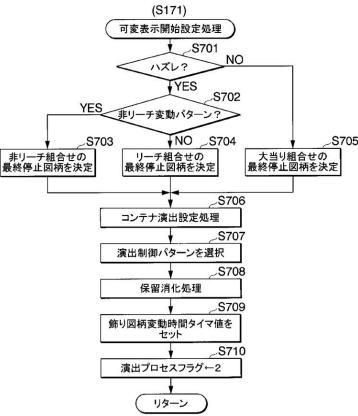 (S171)
可変表示開始設定処理
S701
ハズレ?
NO
YES
S702
YES
非リーチ変動パターン?
S703
NO
S704
S705
非リーチ組合せの
最終停止図柄を決定
リーチ組合せの
最終停止図柄を決定
大当り組合せの
最終停止図柄を決定
S706
コンテナ演出設定処理
S707
演出制御パターンを選択
S708
保留消化処理
S709
飾り図柄変動時間タイマ値を
セット
S710
演出プロセスフラグ←2
リターン